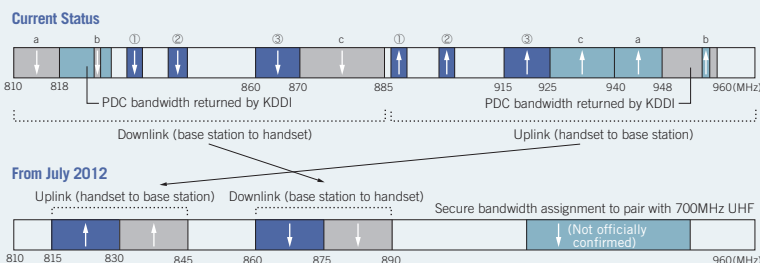 Current Status
a b ① ② ③ c ① ② ③ c a b
810 818 860 870 885 915 925 940 948 960(MHz)
PDC bandwidth returned by KDDI PDC bandwidth returned by KDDI
Downlink (base station to handset) Uplink (handset to base station)
From July 2012
Uplink (handset to base station) Downlink (base station to handset)
Secure bandwidth assignment to pair with 700MHz UHF
(Not officially
confirmed)
810 815 830 845 860 875 890 960(MHz)